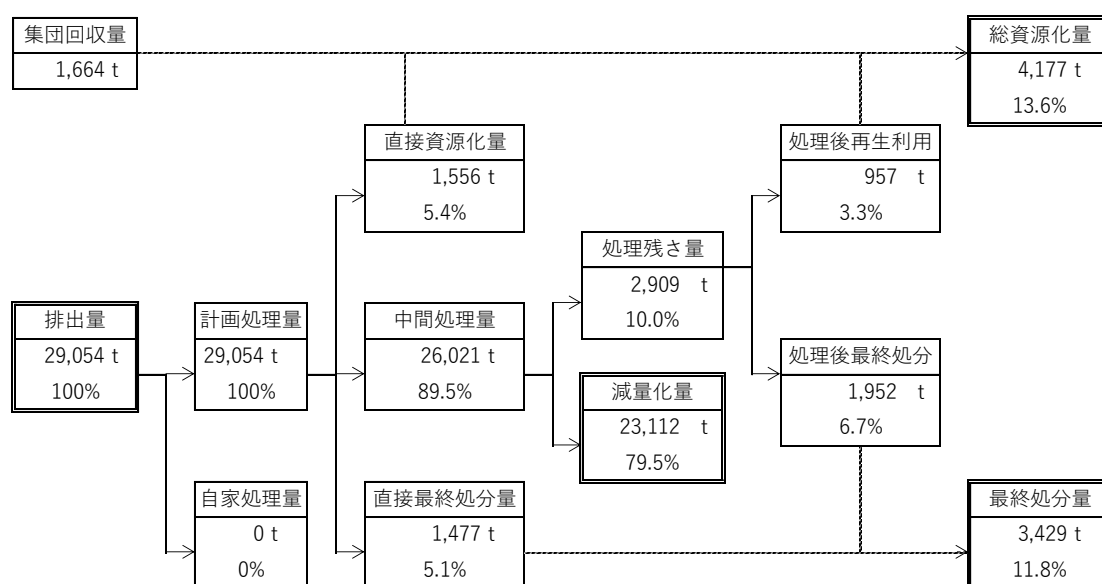 集団回収量
1,664 t
総資源化量
4,177 t
13.6%
直接資源化量
1,556 t
5.4%
処理後再生利用
957 t
3.3%
処理残さ量
2,909 t
10.0%
排出量
29,054 t
100%
計画処理量
29,054 t
100%
中間処理量
26,021 t
89.5%
減量化量
23,112 t
79.5%
処理後最終処分
1,952 t
6.7%
自家処理量
0 t
0%
直接最終処分量
1,477 t
5.1%
最終処分量
3,429 t
11.8%